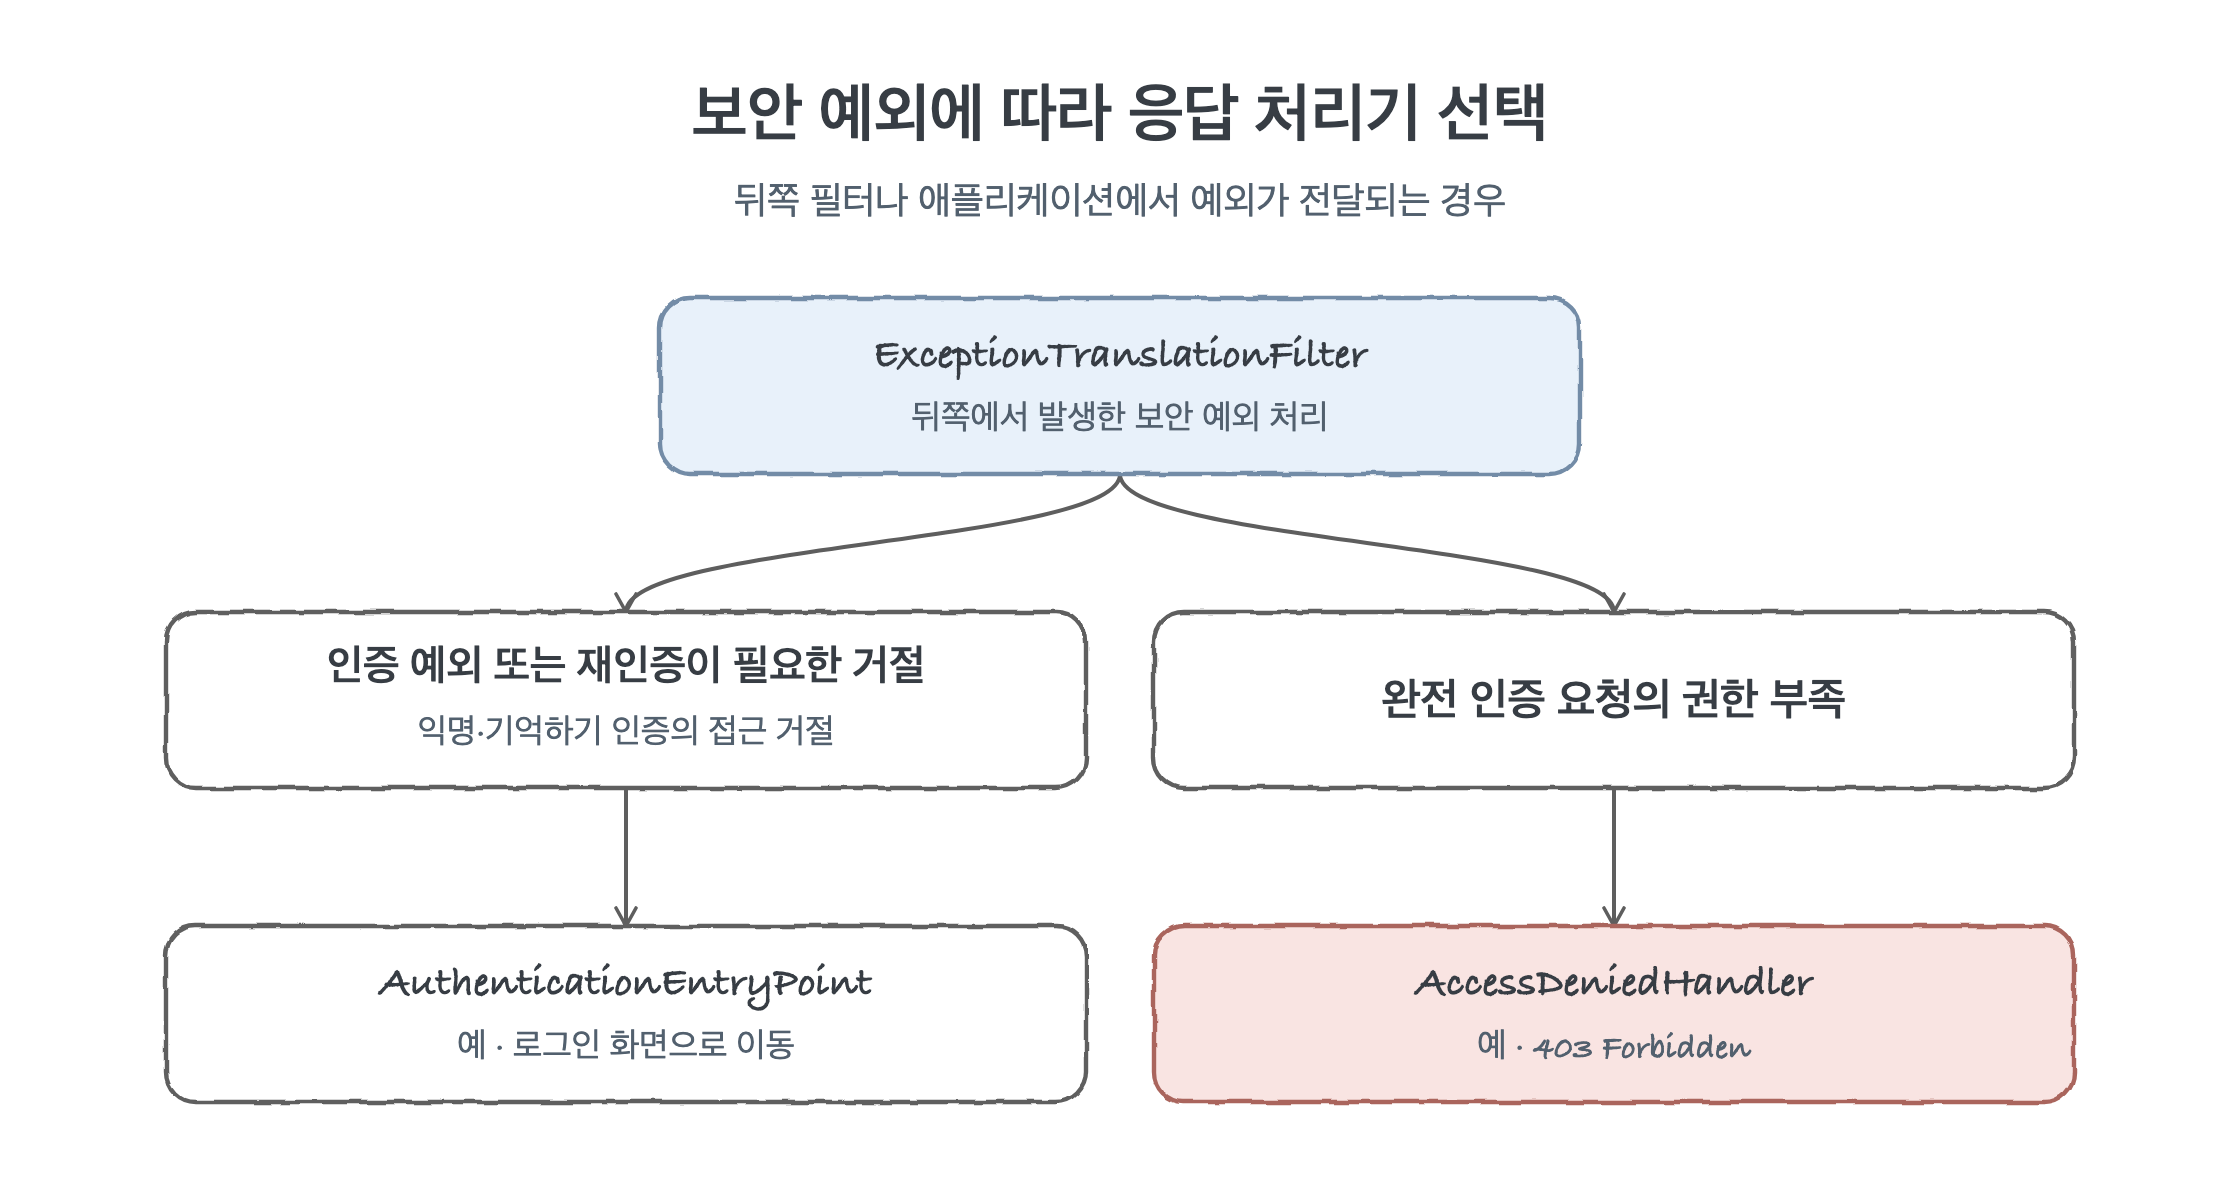 보안 예외에 따라 응답 처리기 선택
뒤쪽 필터나 애플리케이션에서 예외가 전달되는 경우
ExceptionTranslationFilter
뒤쪽에서 발생한 보안 예외 처리
인증 예외 또는 재인증이 필요한 거절
익명·기억하기 인증의 접근 거절
완전 인증 요청의 권한 부족
AuthenticationEntryPoint
예 · 로그인 화면으로 이동
AccessDeniedHandler
예 · 403 Forbidden